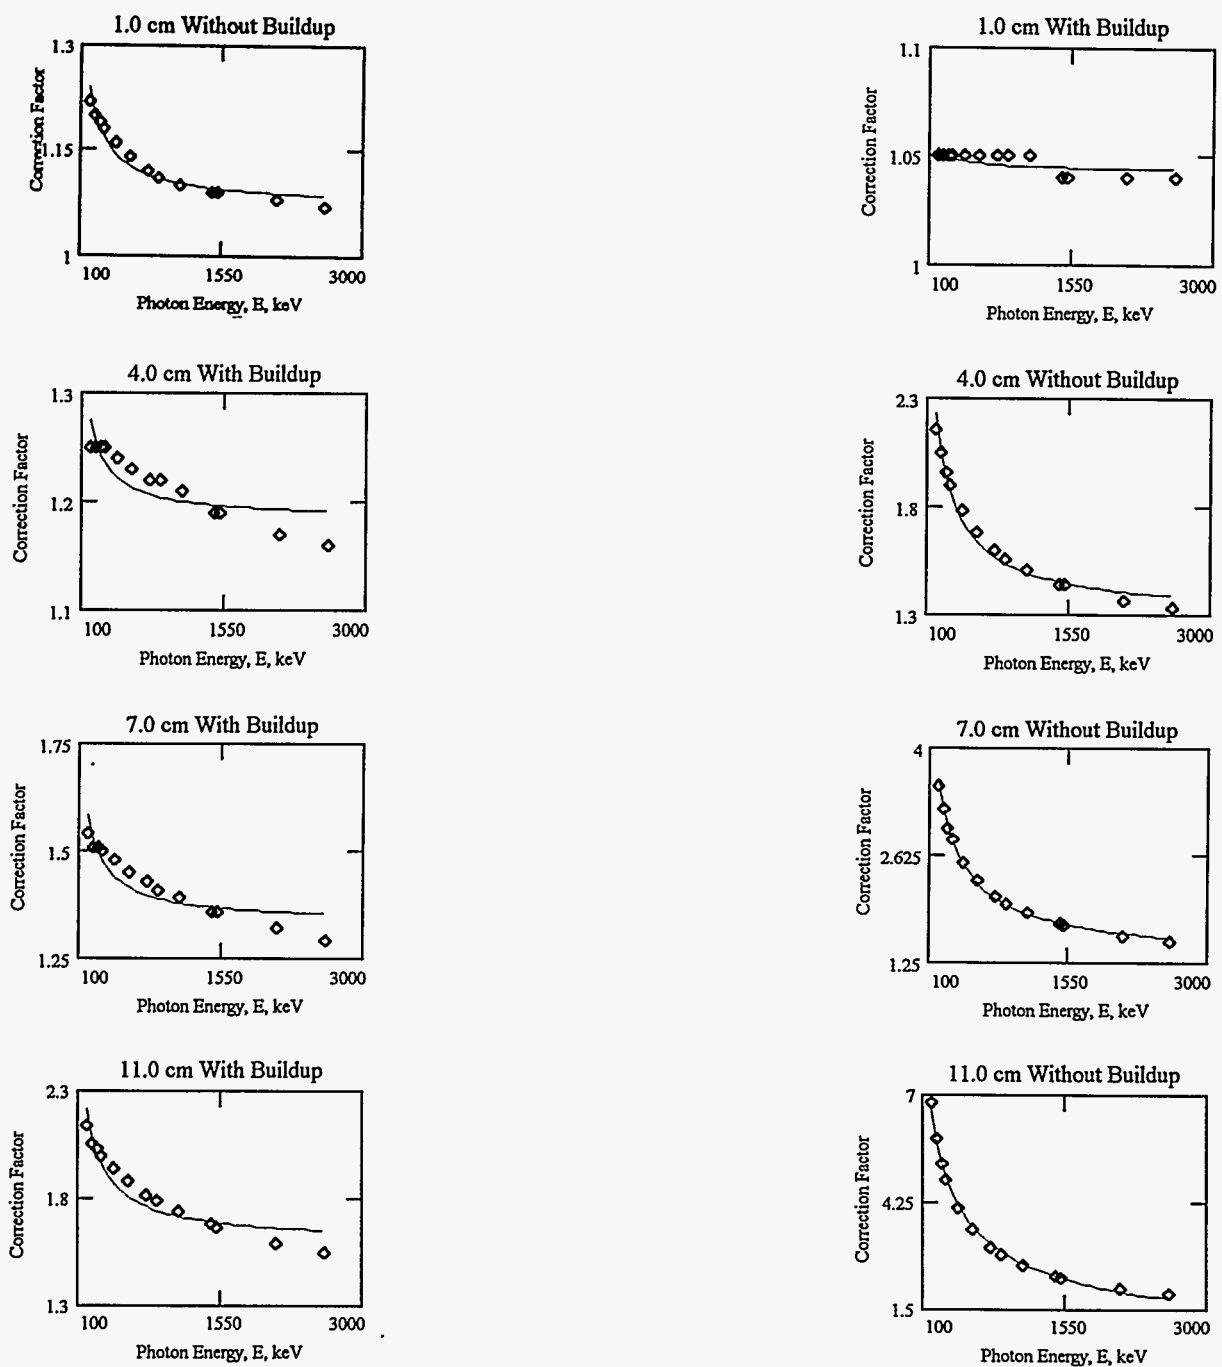 1.0 cm Without Buildup
1.3
1.15
1
Correction Factor
100 1550 3000
Photon Energy, E, keV
1.0 cm With Buildup
1.1
1.05
1
Correction Factor
100 1550 3000
Photon Energy, E, keV
4.0 cm With Buildup
1.3
1.2
1.1
Correction Factor
100 1550 3000
Photon Energy, E, keV
4.0 cm Without Buildup
2.3
1.8
1.3
Correction Factor
100 1550 3000
Photon Energy, E, keV
7.0 cm With Buildup
1.75
1.5
1.25
Correction Factor
100 1550 3000
Photon Energy, E, keV
7.0 cm Without Buildup
4
2.625
1.25
Correction Factor
100 1550 3000
Photon Energy, E, keV
11.0 cm With Buildup
2.3
1.8
1.3
Correction Factor
100 1550 3000
Photon Energy, E, keV
11.0 cm Without Buildup
7
4.25
1.5
Correction Factor
100 1550 3000
Photon Energy, E, keV